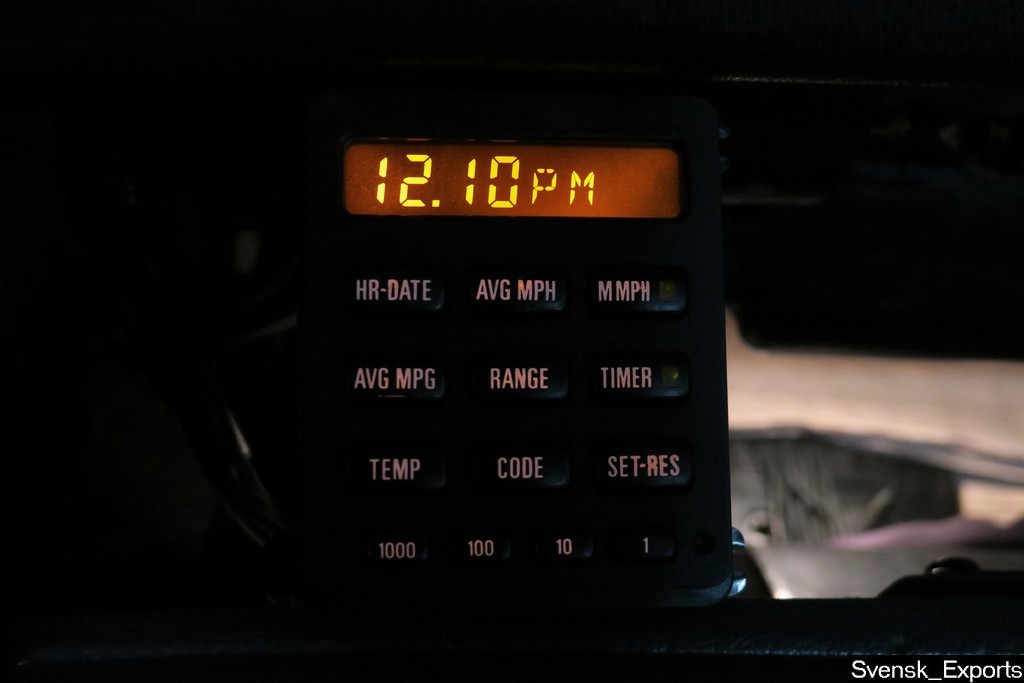 12.10PM
HR-DATE AVG MPH M MPH
AVG MPG RANGE TIMER
TEMP CODE SET-RES
1000 100 10 1
Svensk_Exports